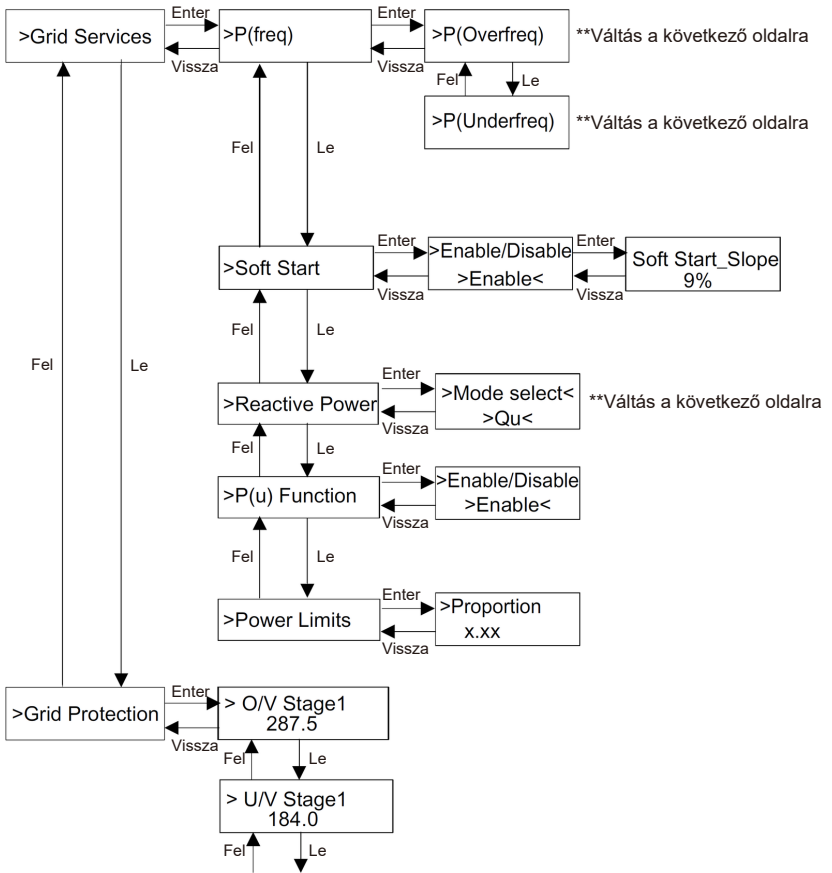 Enter
Enter
>Grid Services
>P(freq)
>P(Overfreq)
**Váltás a következő oldalra
Vissza
Vissza
Fel
Le
>P(Underfreq)
**Váltás a következő oldalra
Fel
Le
Enter
>Enable/Disable
Enter
>Soft Start
>Enable<
Soft Start_Slope
9%
Vissza
Vissza
Fel
Le
Fel
Le
Enter
>Reactive Power
>Mode select<
>Qu<
**Váltás a következő oldalra
Vissza
Fel
Le
Enter
>P(u) Function
>Enable/Disable
>Enable<
Vissza
Fel
Le
Enter
>Power Limits
>Proportion
x.xx
Vissza
Enter
>Grid Protection
> O/V Stage1
287.5
Vissza
Fel
Le
> U/V Stage1
184.0
Fel
Le